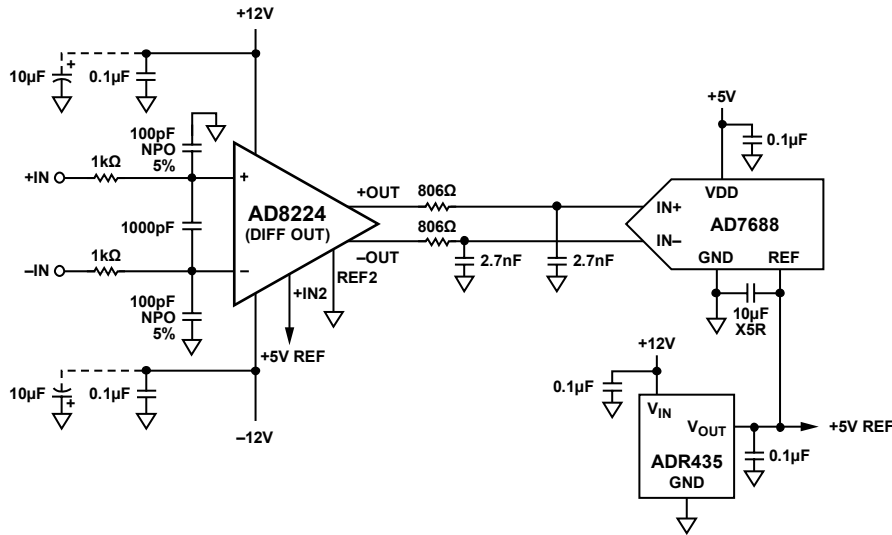 +12V
10µF
+
0.1µF
100pF
NPO
5%
+IN
1kΩ
+
1000pF
AD8224
(DIFF OUT)
–IN
1kΩ
–
100pF
NPO
5%
+OUT
–OUT
REF2
+IN2
+5V REF
10µF
+
0.1µF
–12V
806Ω
806Ω
2.7nF
2.7nF
+5V
0.1µF
VDD
IN+
AD7688
IN–
GND
REF
10µF
X5R
+12V
0.1µF
VIN
VOUT
+5V REF
ADR435
GND
0.1µF